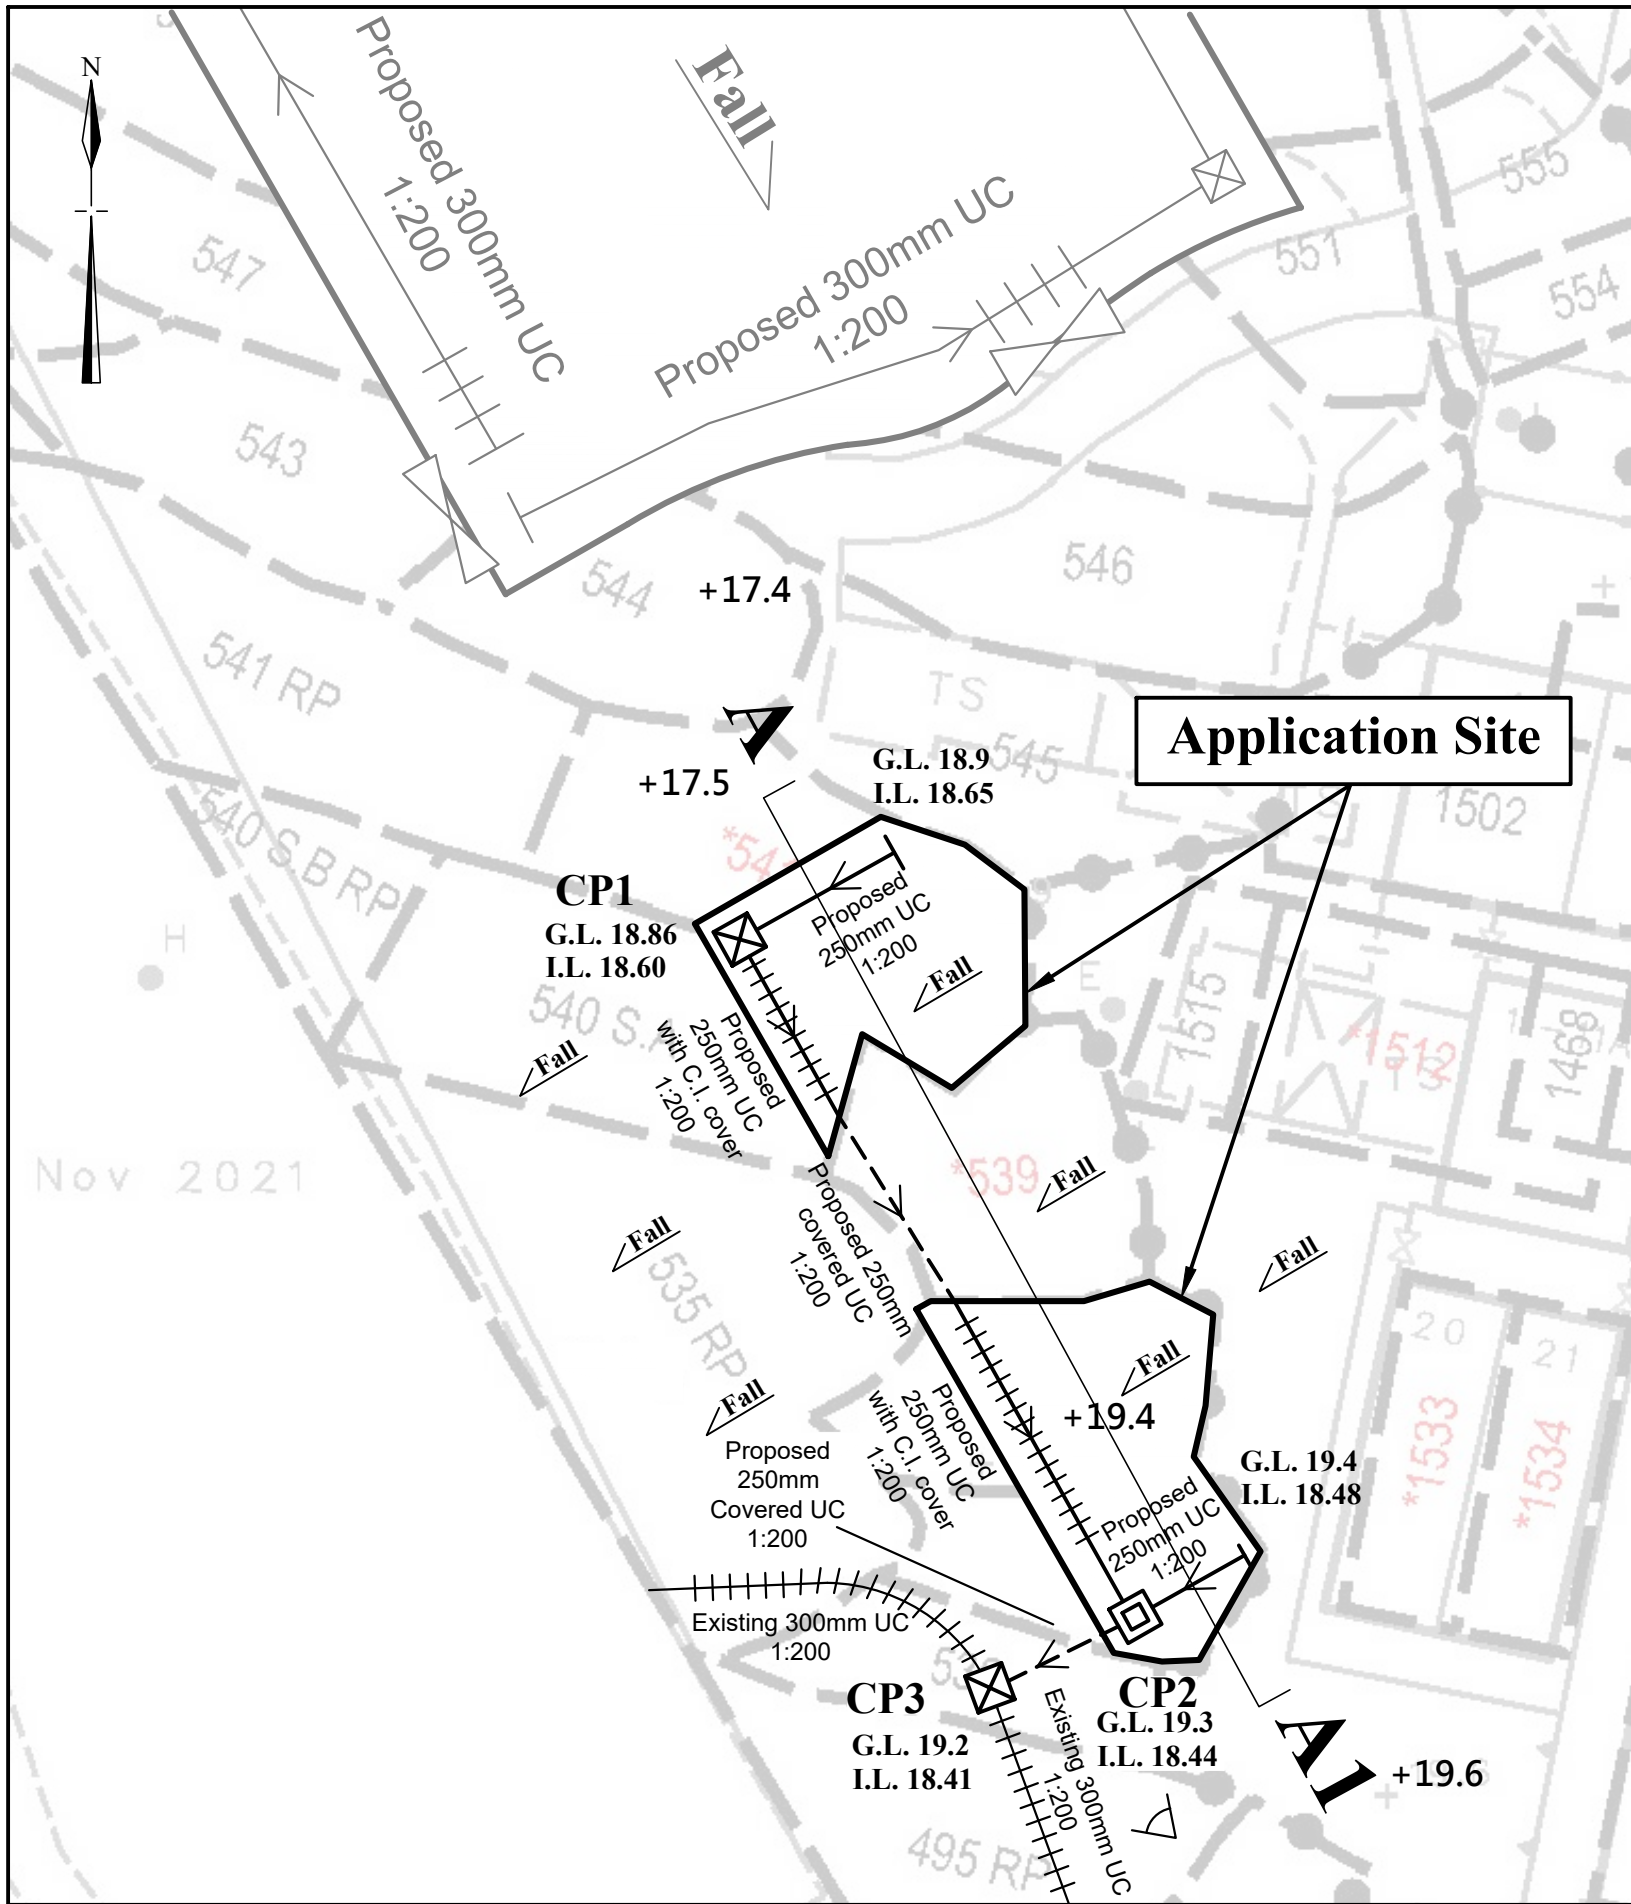 N
Proposed 300mm UC
1:200
Fall
Proposed 300mm UC
1:200
555
551
554
547
543
546
544
+17.4
541 RP
TS
A
Application Site
G.L. 18.9
I.L. 18.65
545
+17.5
1502
540 S.B RP
CP1
G.L. 18.86
I.L. 18.60
Proposed
250mm UC
1:200
Fall
H
E
540 S.A
1515
*1512
TS
1468
Fall
Proposed
250mm UC
with C.I. cover
1:200
Nov 2021
*539
Fall
Proposed 250mm
covered UC
1:200
Fall
Fall
535 RP
20
21
Fall
Fall
*1533
*1534
+19.4
Proposed
250mm UC
with C.I. cover
1:200
Proposed
250mm
Covered UC
1:200
G.L. 19.4
I.L. 18.48
Proposed
250mm UC
1:200
Existing 300mm UC
1:200
CP3
G.L. 19.2
I.L. 18.41
CP2
G.L. 19.3
I.L. 18.44
Existing 300mm UC
1:200
A1
+19.6
495 RP